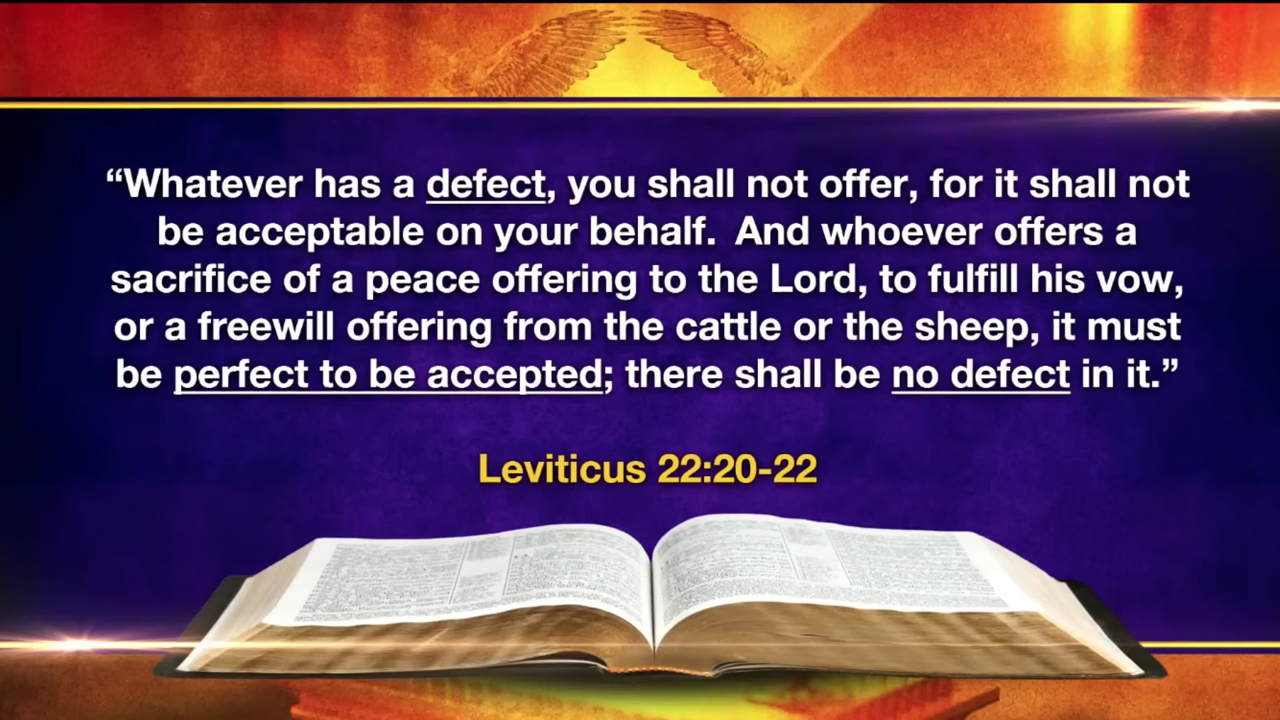 “Whatever has a defect, you shall not offer, for it shall not
be acceptable on your behalf.  And whoever offers a
sacrifice of a peace offering to the Lord, to fulfill his vow,
or a freewill offering from the cattle or the sheep, it must
be perfect to be accepted; there shall be no defect in it.”
Leviticus 22:20-22